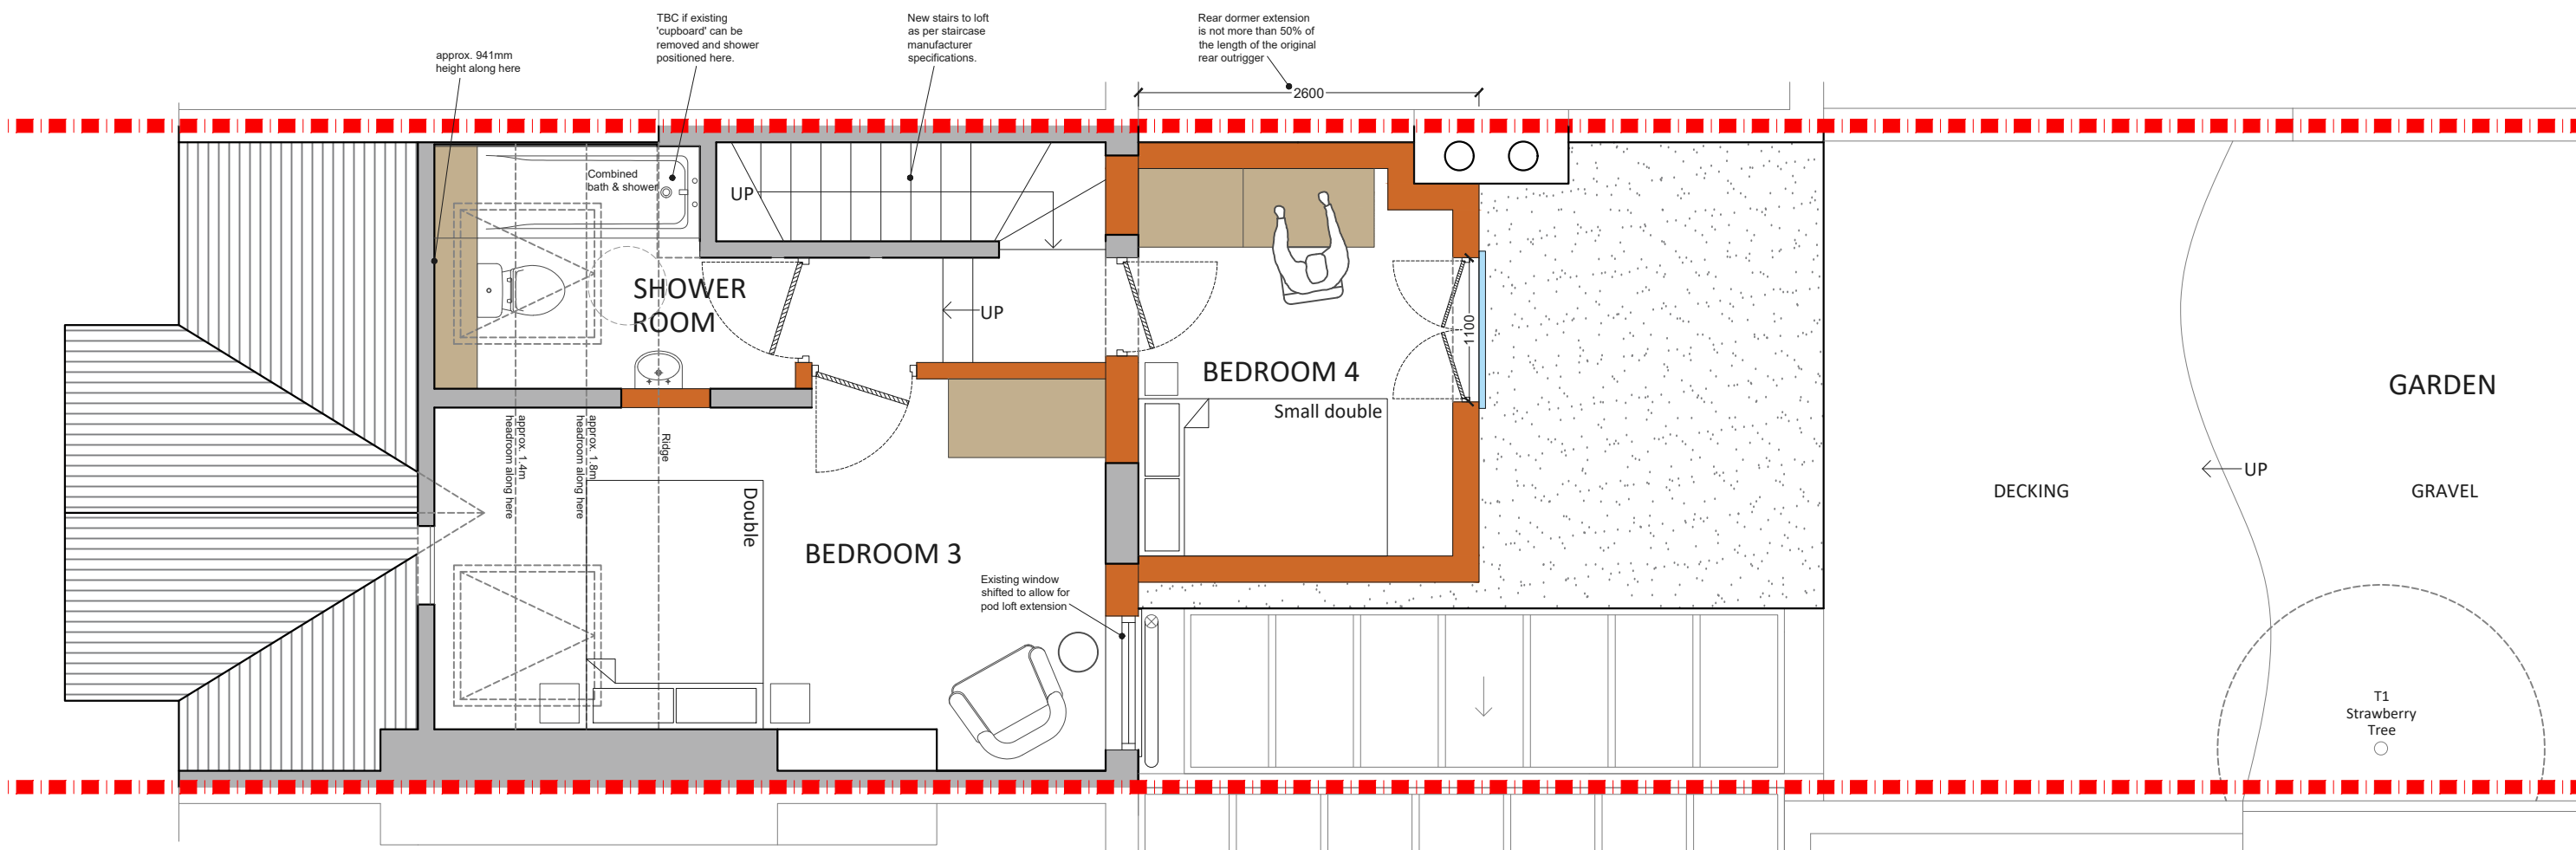 approx. 941mm
height along here
TBC if existing
'cupboard' can be
removed and shower
positioned here.
New stairs to loft
as per staircase
manufacturer
specifications.
Rear dormer extension
is not more than 50% of
the length of the original
rear outrigger
2600
Combined
bath & shower
UP
SHOWER
ROOM
UP
1100
BEDROOM 4
Small double
GARDEN
UP
DECKING
GRAVEL
approx. 1.4m
headroom along here
approx. 1.8m
headroom along here
Ridge
Double
BEDROOM 3
Existing window
shifted to allow for
pod loft extension
T1
Strawberry
Tree